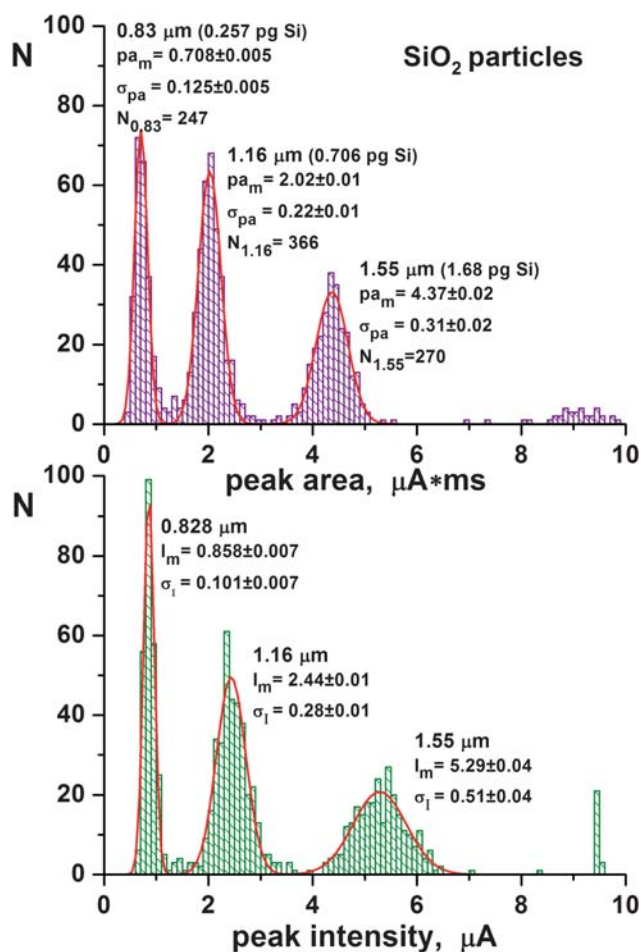 N
100
80
60
40
20
0
0.83 μm (0.257 pg Si)
pa_m = 0.708±0.005
σ_pa = 0.125±0.005
N_0.83 = 247
SiO₂ particles
1.16 μm (0.706 pg Si)
pa_m = 2.02±0.01
σ_pa = 0.22±0.01
N_1.16 = 366
1.55 μm (1.68 pg Si)
pa_m = 4.37±0.02
σ_pa = 0.31±0.02
N_1.55 = 270
0 2 4 6 8 10
peak area, μA*ms
N
100
80
60
40
20
0
0.828 μm
I_m = 0.858±0.007
σ_I = 0.101±0.007
1.16 μm
I_m = 2.44±0.01
σ_I = 0.28±0.01
1.55 μm
I_m = 5.29±0.04
σ_I = 0.51±0.04
0 2 4 6 8 10
peak intensity, μA